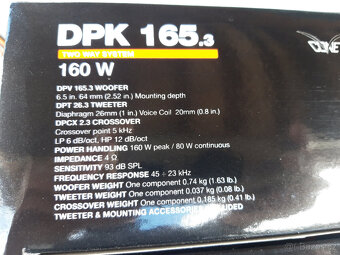 DPK 165.3
TWO WAY SYSTEM
160 W
DPV 165.3 WOOFER
6.5 in. 64 mm (2.52 in.) Mounting depth
DPT 26.3 TWEETER
Diaphragm 26mm (1 in.) Voice Coil 20mm (0.8 in.)
DPCX 2.3 CROSSOVER
Crossover point 5 kHz
LP 6 dB/oct, HP 12 dB/oct
POWER HANDLING 160 W peak / 80 W continuous
IMPEDANCE 4 Ω
SENSITIVITY 93 dB SPL
FREQUENCY RESPONSE 45 ÷ 23 kHz
WOOFER WEIGHT One component 0.74 kg (1.63 lb.)
TWEETER WEIGHT One component 0.037 kg (0.08 lb.)
CROSSOVER WEIGHT One component 0.185 kg (0.41 lb.)
TWEETER & MOUNTING ACCESSORIES INCLUDED